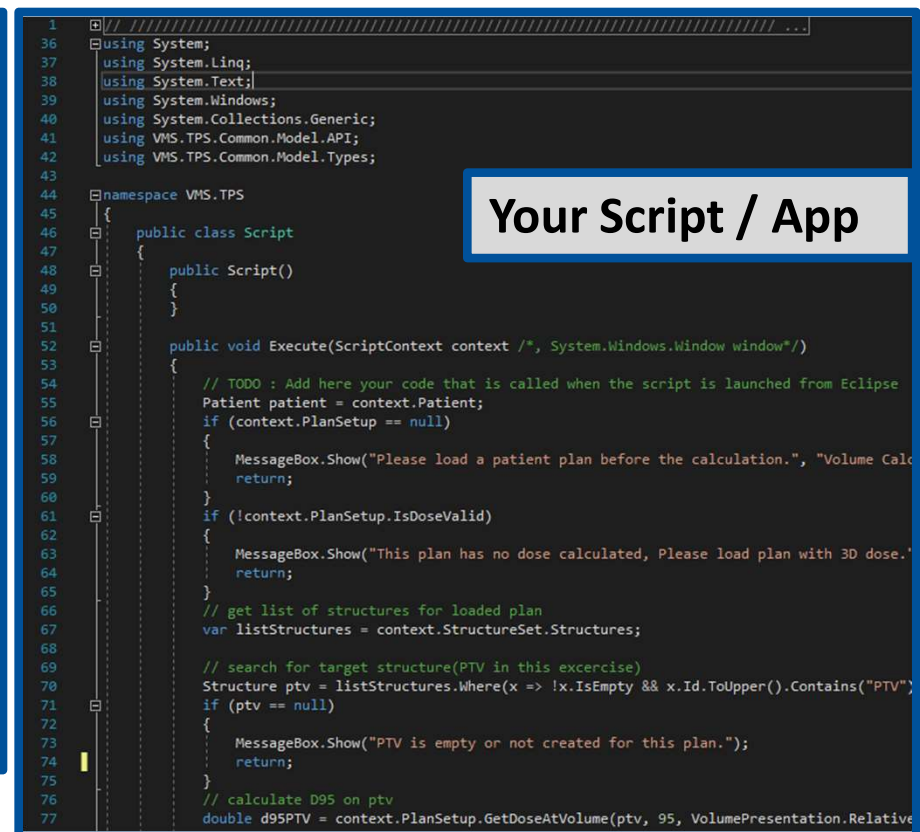 1 // ///////////////////////////////////////////////////////////////////////////// ...
36 using System;
37 using System.Linq;
38 using System.Text;
39 using System.Windows;
40 using System.Collections.Generic;
41 using VMS.TPS.Common.Model.API;
42 using VMS.TPS.Common.Model.Types;
43
44 namespace VMS.TPS
Your Script / App
45 {
46 public class Script
47 {
48 public Script()
49 {
50 }
51
52 public void Execute(ScriptContext context /*, System.Windows.Window window*/)
53 {
54 // TODO : Add here your code that is called when the script is launched from Eclipse
55 Patient patient = context.Patient;
56 if (context.PlanSetup == null)
57 {
58 MessageBox.Show("Please load a patient plan before the calculation.", "Volume Calc
59 return;
60 }
61 if (!context.PlanSetup.IsDoseValid)
62 {
63 MessageBox.Show("This plan has no dose calculated, Please load plan with 3D dose."
64 return;
65 }
66 // get list of structures for loaded plan
67 var listStructures = context.StructureSet.Structures;
68
69 // search for target structure(PTV in this excercise)
70 Structure ptv = listStructures.Where(x => !x.IsEmpty && x.Id.ToUpper().Contains("PTV")
71 if (ptv == null)
72 {
73 MessageBox.Show("PTV is empty or not created for this plan.");
74 return;
75 }
76 // calculate D95 on ptv
77 double d95PTV = context.PlanSetup.GetDoseAtVolume(ptv, 95, VolumePresentation.Relative